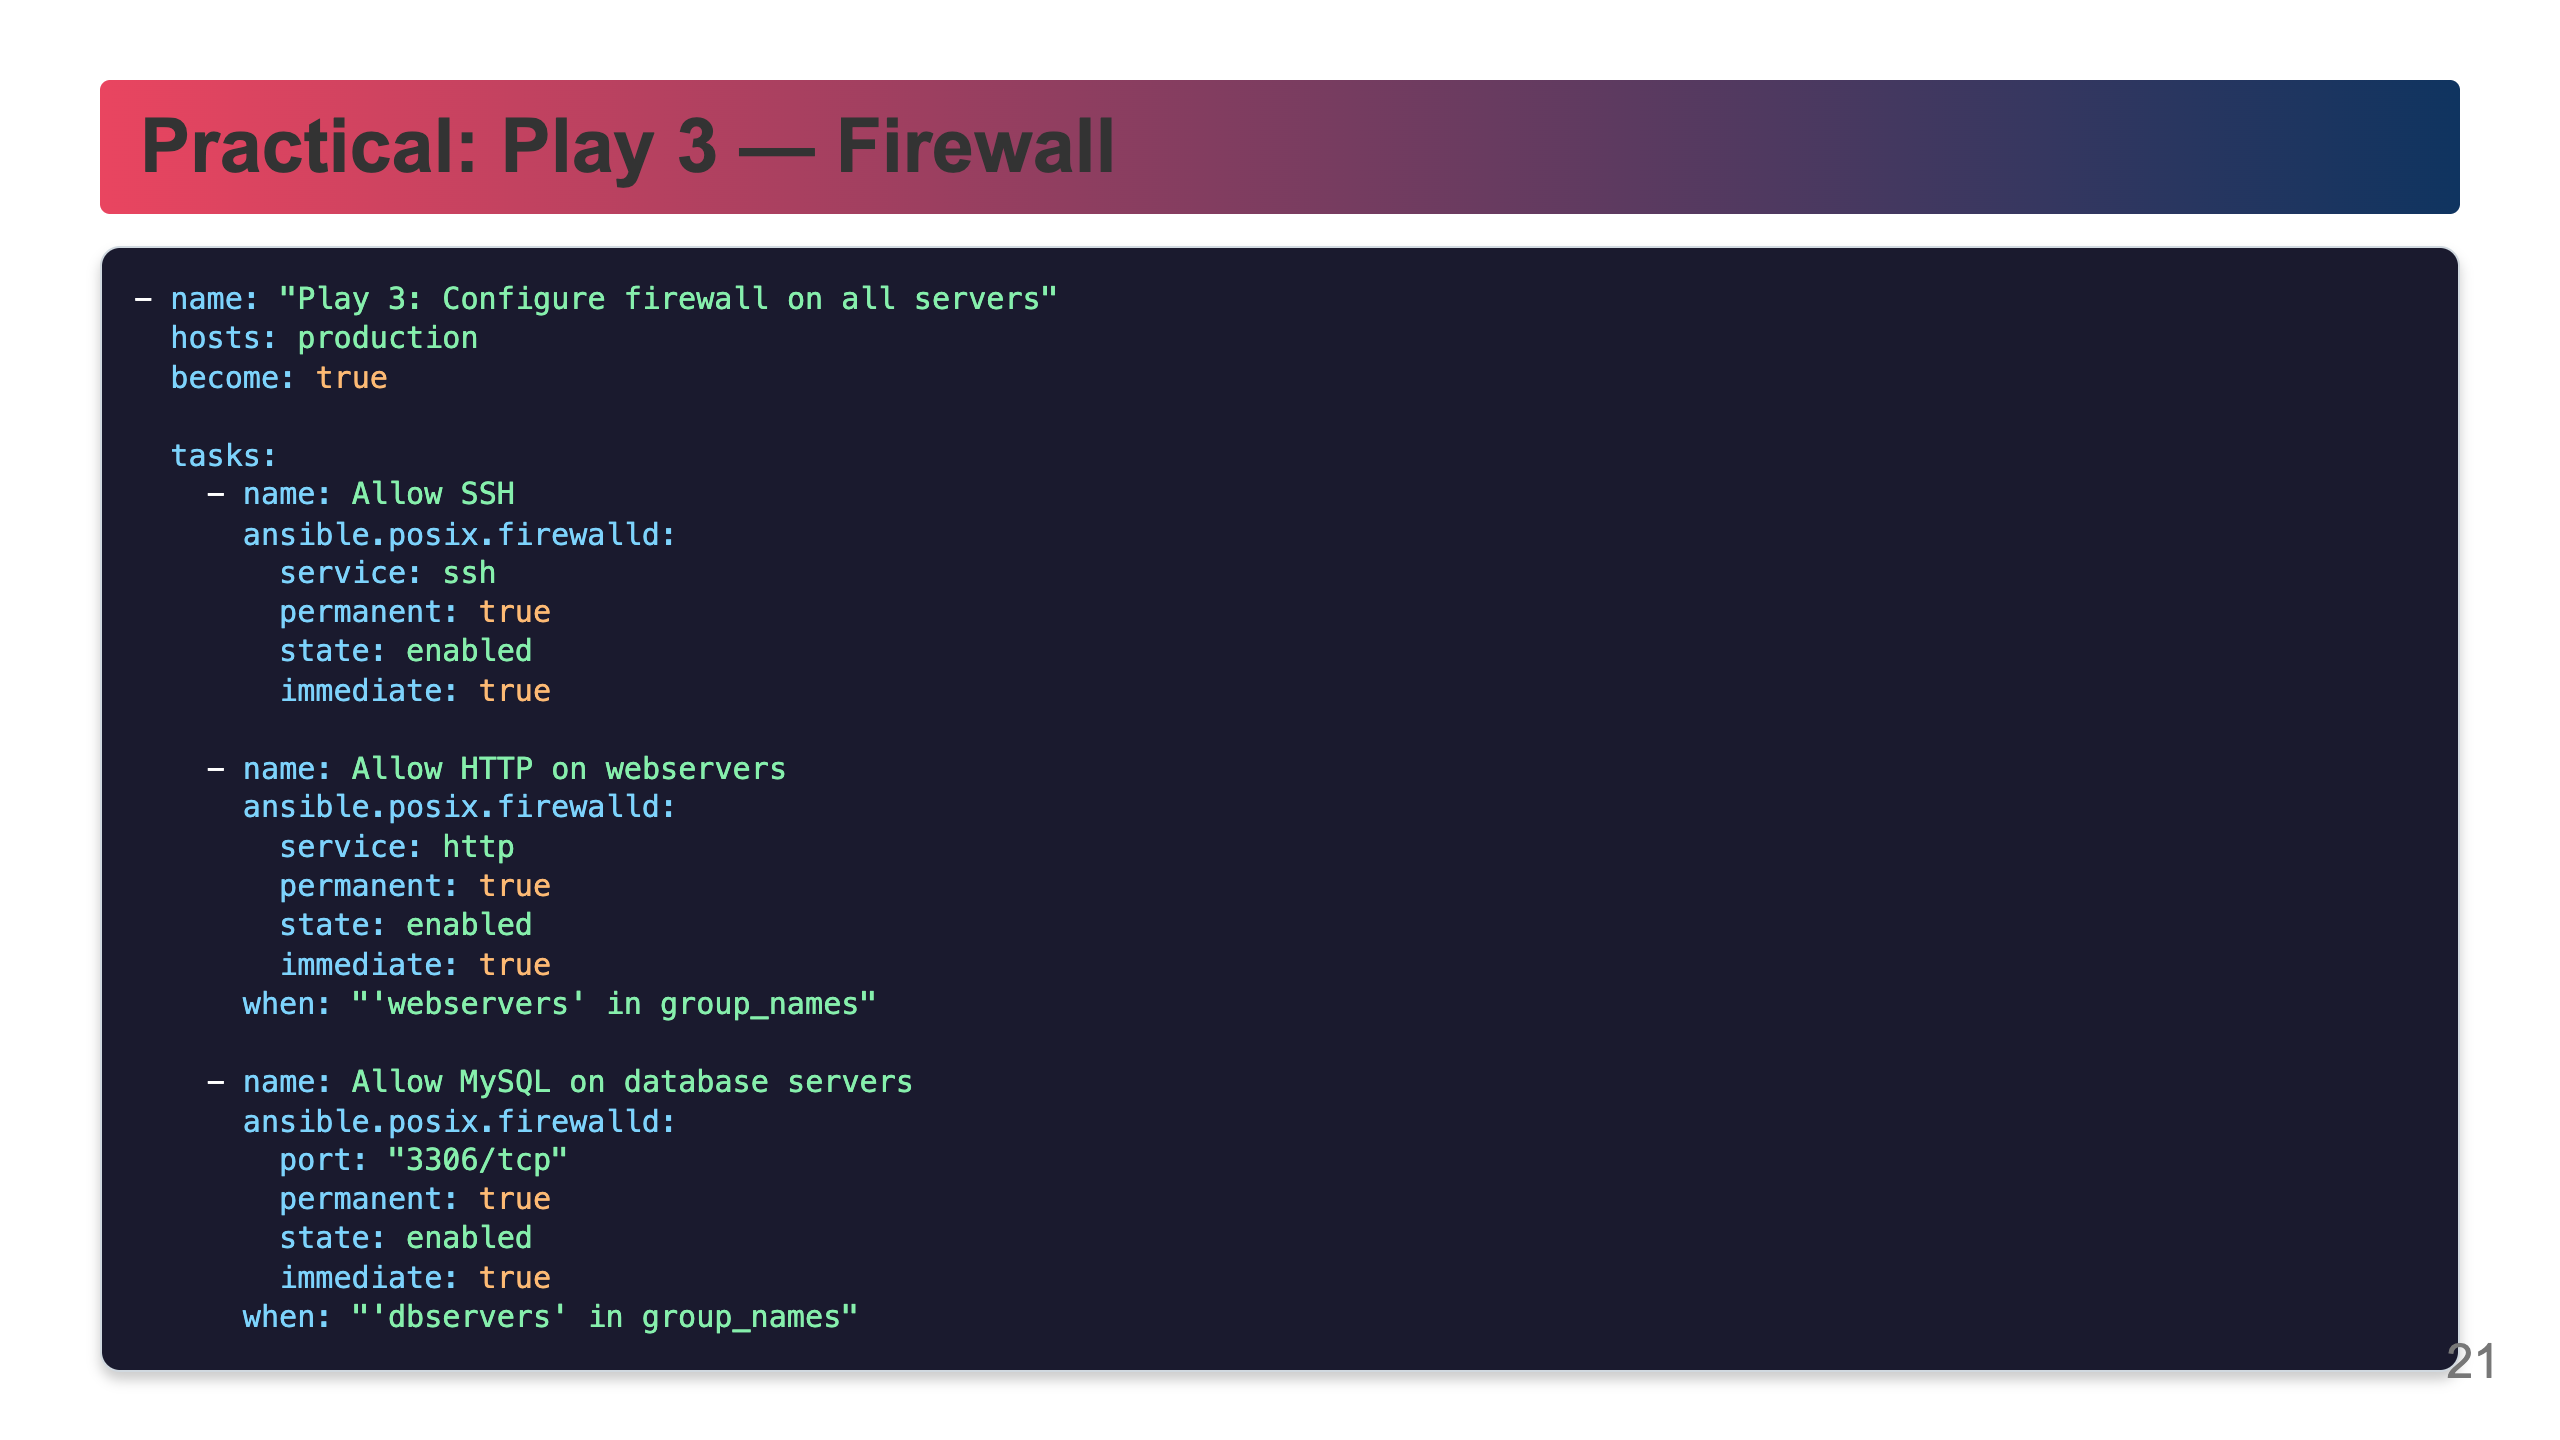 Practical: Play 3 — Firewall
- name: "Play 3: Configure firewall on all servers"
  hosts: production
  become: true

  tasks:
    - name: Allow SSH
      ansible.posix.firewalld:
        service: ssh
        permanent: true
        state: enabled
        immediate: true

    - name: Allow HTTP on webservers
      ansible.posix.firewalld:
        service: http
        permanent: true
        state: enabled
        immediate: true
      when: "'webservers' in group_names"

    - name: Allow MySQL on database servers
      ansible.posix.firewalld:
        port: "3306/tcp"
        permanent: true
        state: enabled
        immediate: true
      when: "'dbservers' in group_names"
21